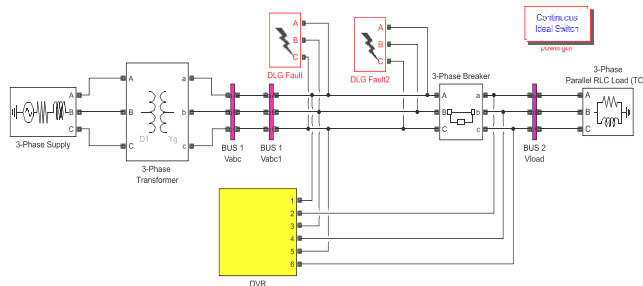 Continuous
Ideal Switch
powergui
A
B
C
DLG Fault
A
B
C
DLG Fault2
3-Phase Breaker
3-Phase
Parallel RLC Load (TC
A
B
C
3-Phase Supply
A
B
C
a
b
c
D1
Yg
3-Phase
Transformer
BUS 1
Vabc
BUS 1
Vabc1
A
B
C
a
b
c
BUS 2
Vload
A
B
C
1
2
3
4
5
6
DVR